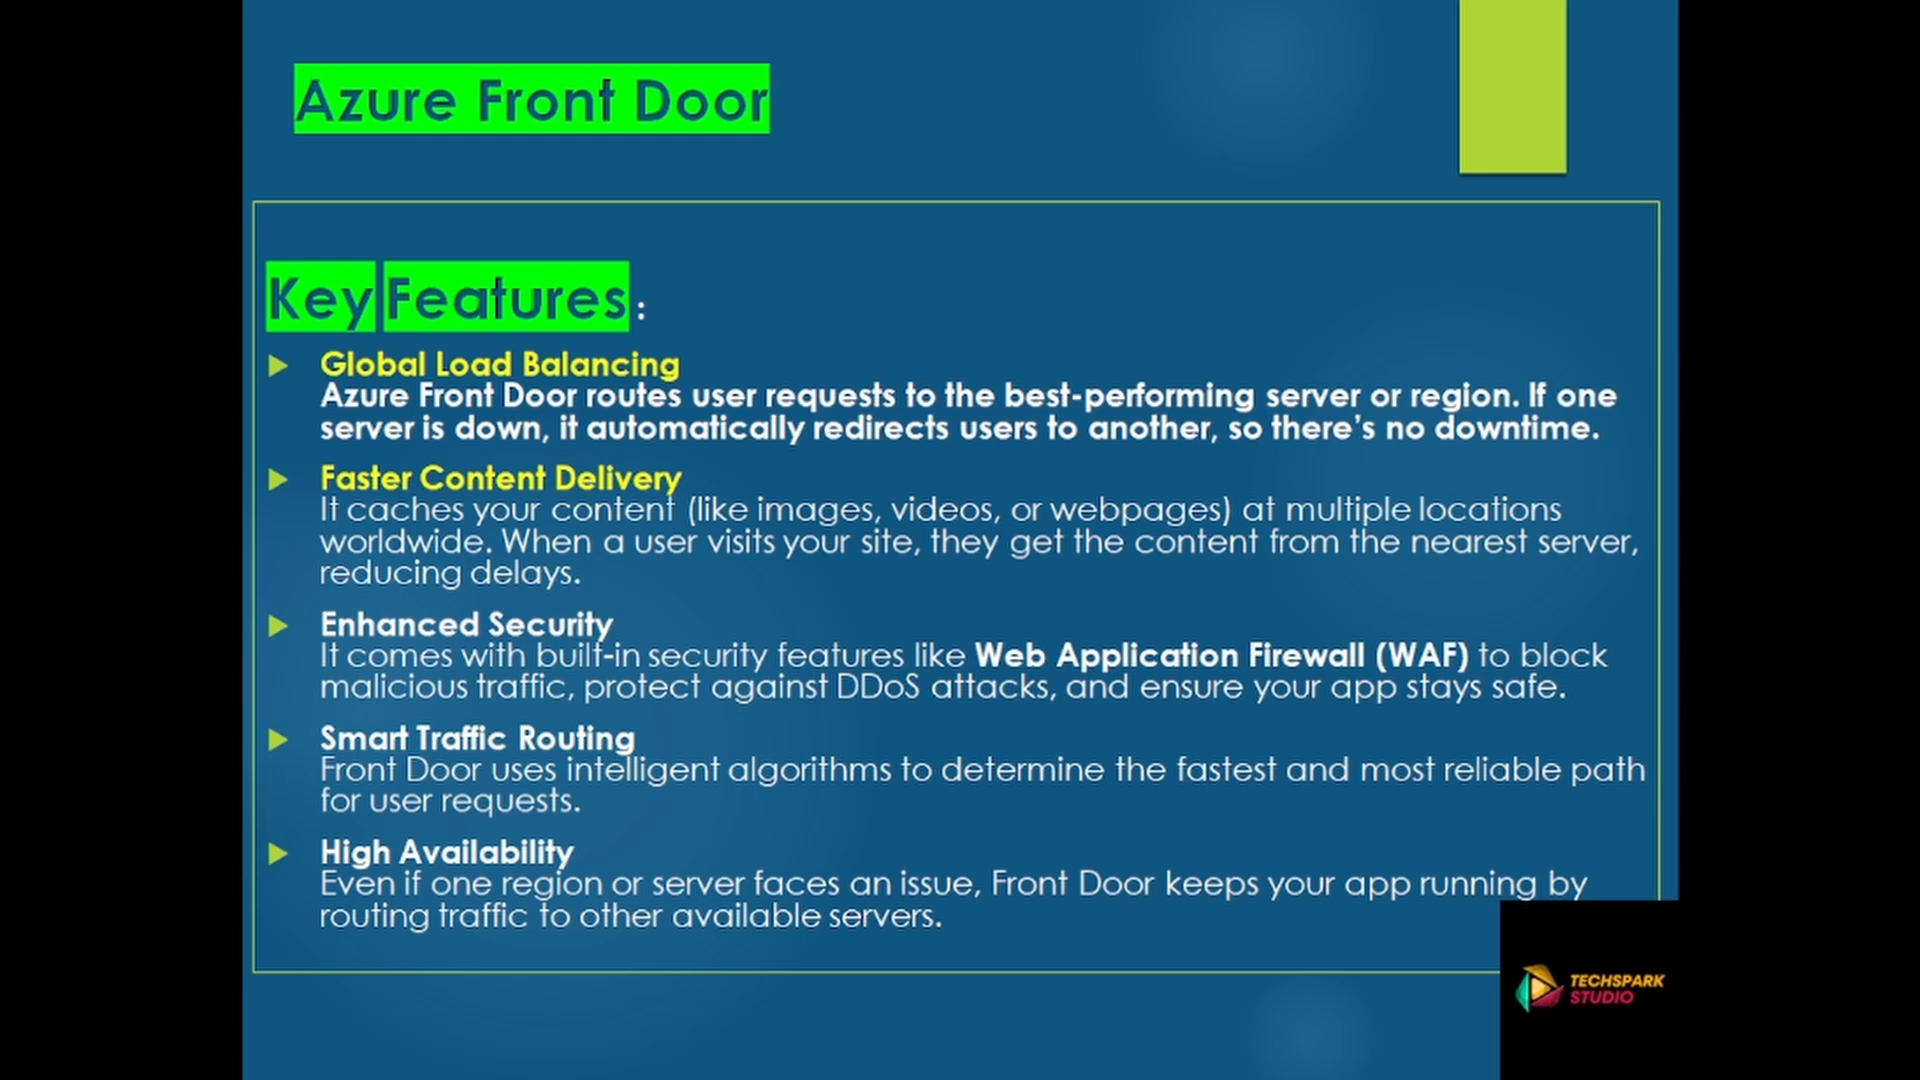 Azure Front Door
Key Features:
Global Load Balancing
Azure Front Door routes user requests to the best-performing server or region. If one
server is down, it automatically redirects users to another, so there’s no downtime.
Faster Content Delivery
It caches your content (like images, videos, or webpages) at multiple locations
worldwide. When a user visits your site, they get the content from the nearest server,
reducing delays.
Enhanced Security
It comes with built-in security features like Web Application Firewall (WAF) to block
malicious traffic, protect against DDoS attacks, and ensure your app stays safe.
Smart Traffic Routing
Front Door uses intelligent algorithms to determine the fastest and most reliable path
for user requests.
High Availability
Even if one region or server faces an issue, Front Door keeps your app running by
routing traffic to other available servers.
TECHSPARK
STUDIO